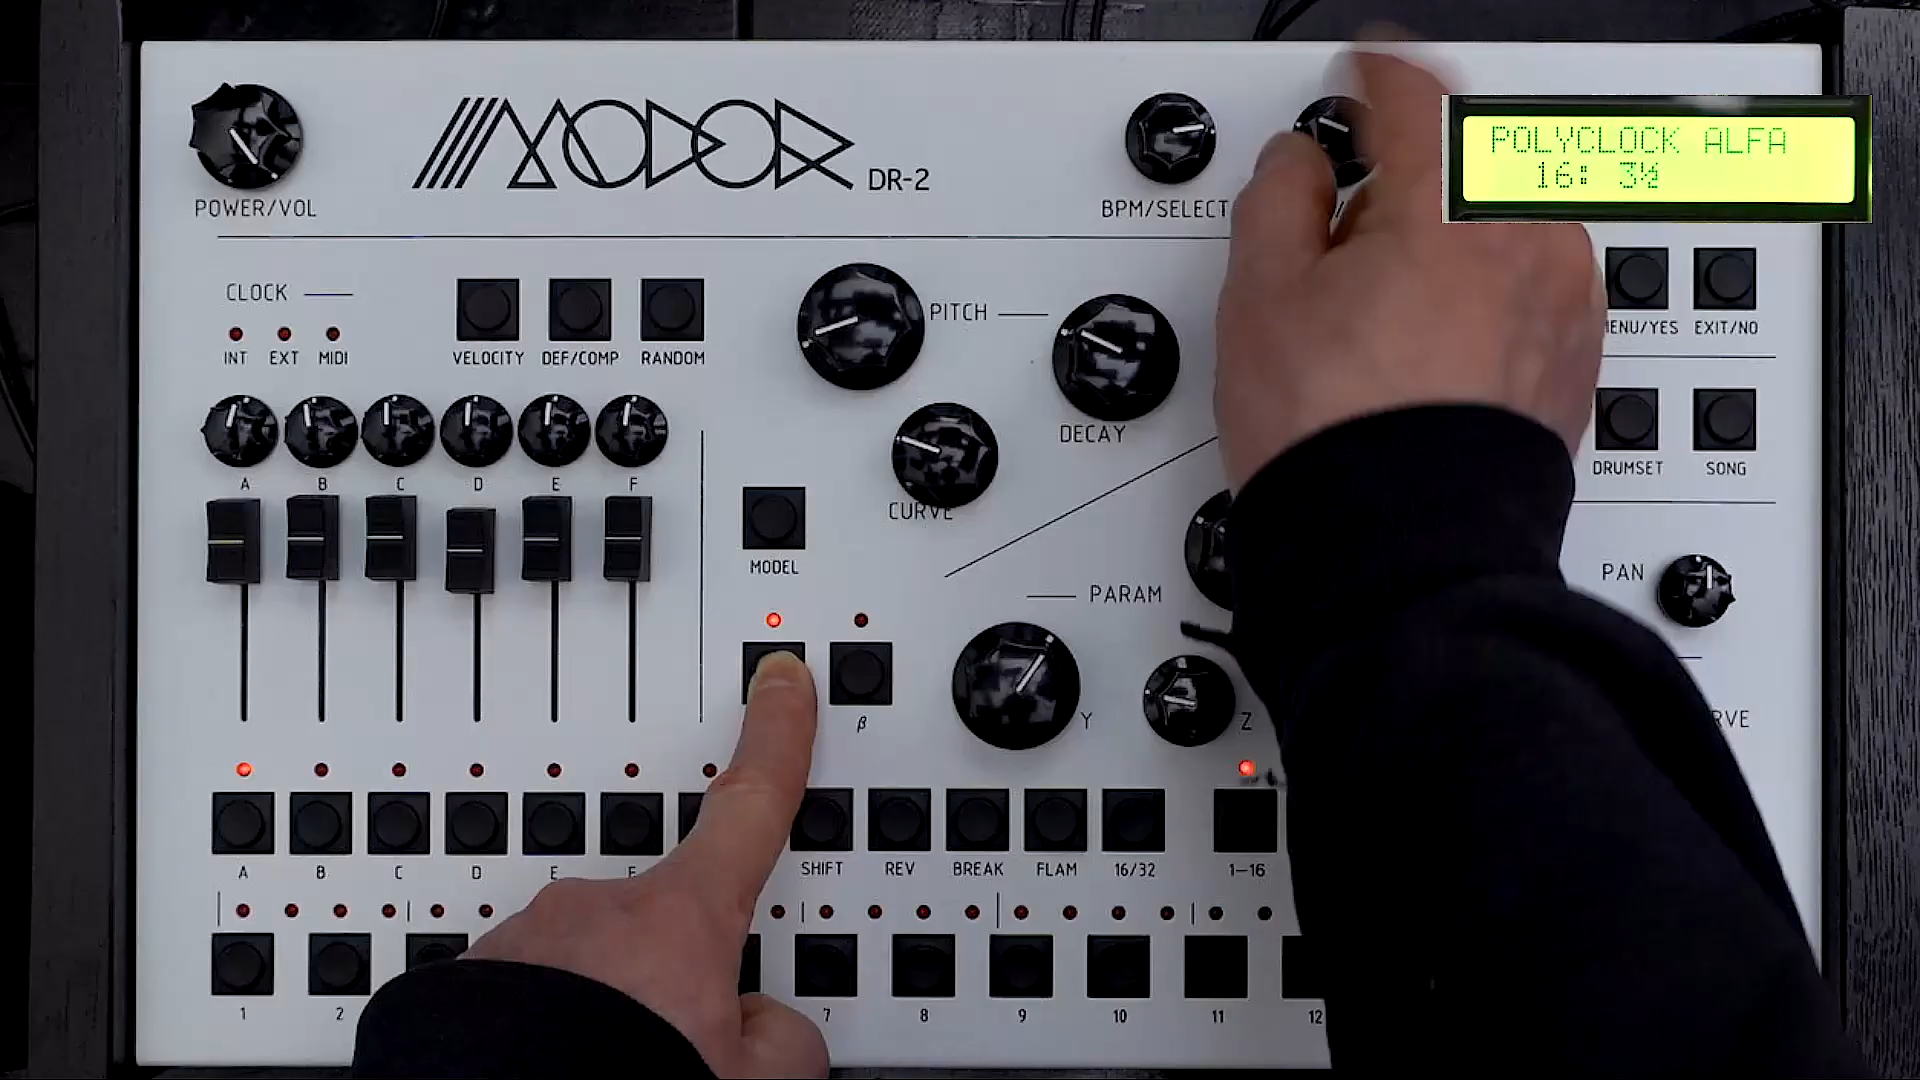 MODOR DR-2
POWER/VOL
BPM/SELECT
POLYCLOCK ALFA
16: 3½
CLOCK
INT EXT MIDI
VELOCITY DEF/COMP RANDOM
PITCH
MENU/YES EXIT/NO
DECAY
DRUMSET SONG
A B C D E F
CURVE
MODEL
PARAM
PAN
β
Y
Z
RVE
A B C D E F SHIFT REV BREAK FLAM 16/32 1—16
1 2 7 8 9 10 11 12